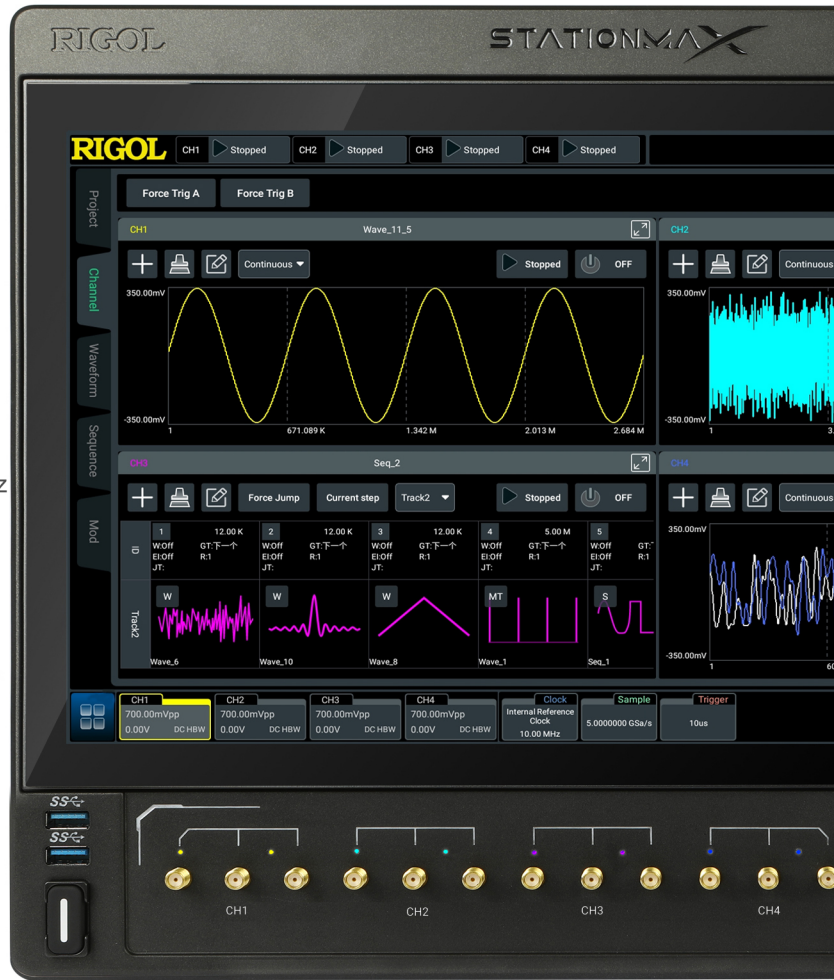 RIGOL
STATIONMAX
RIGOL CH1 Stopped CH2 Stopped CH3 Stopped CH4 Stopped
Project
Channel
Waveform
Sequence
Mod
Force Trig A Force Trig B
CH1 Wave_11_5
Continuous Stopped OFF
350.00mV
-350.00mV
1 671.089 K 1.342 M 2.013 M 2.684 M
CH2
Continuous
350.00mV
-350.00mV
1 3.
CH3 Seq_2
Force Jump Current step Track2 Stopped OFF
ID
1 12.00 K
W:Off GT:下一个
EI:Off R:1
JT:
2 12.00 K
W:Off GT:下一个
EI:Off R:1
JT:
3 12.00 K
W:Off GT:下一个
EI:Off R:1
JT:
4 5.00 M
W:Off GT:下一个
EI:Off R:1
JT:
5
W:Off GT:
EI:Off R:1
JT:
Track2
W W W MT S
Wave_6 Wave_10 Wave_8 Wave_1 Seq_1
CH4
Continuous
350.00mV
-350.00mV
1 60
CH1
700.00mVpp
0.00V DC HBW
CH2
700.00mVpp
0.00V DC HBW
CH3
700.00mVpp
0.00V DC HBW
CH4
700.00mVpp
0.00V DC HBW
Clock
Internal Reference
Clock
10.00 MHz
Sample
5.0000000 GSa/s
Trigger
10us
z
SS
SS
CH1 CH2 CH3 CH4